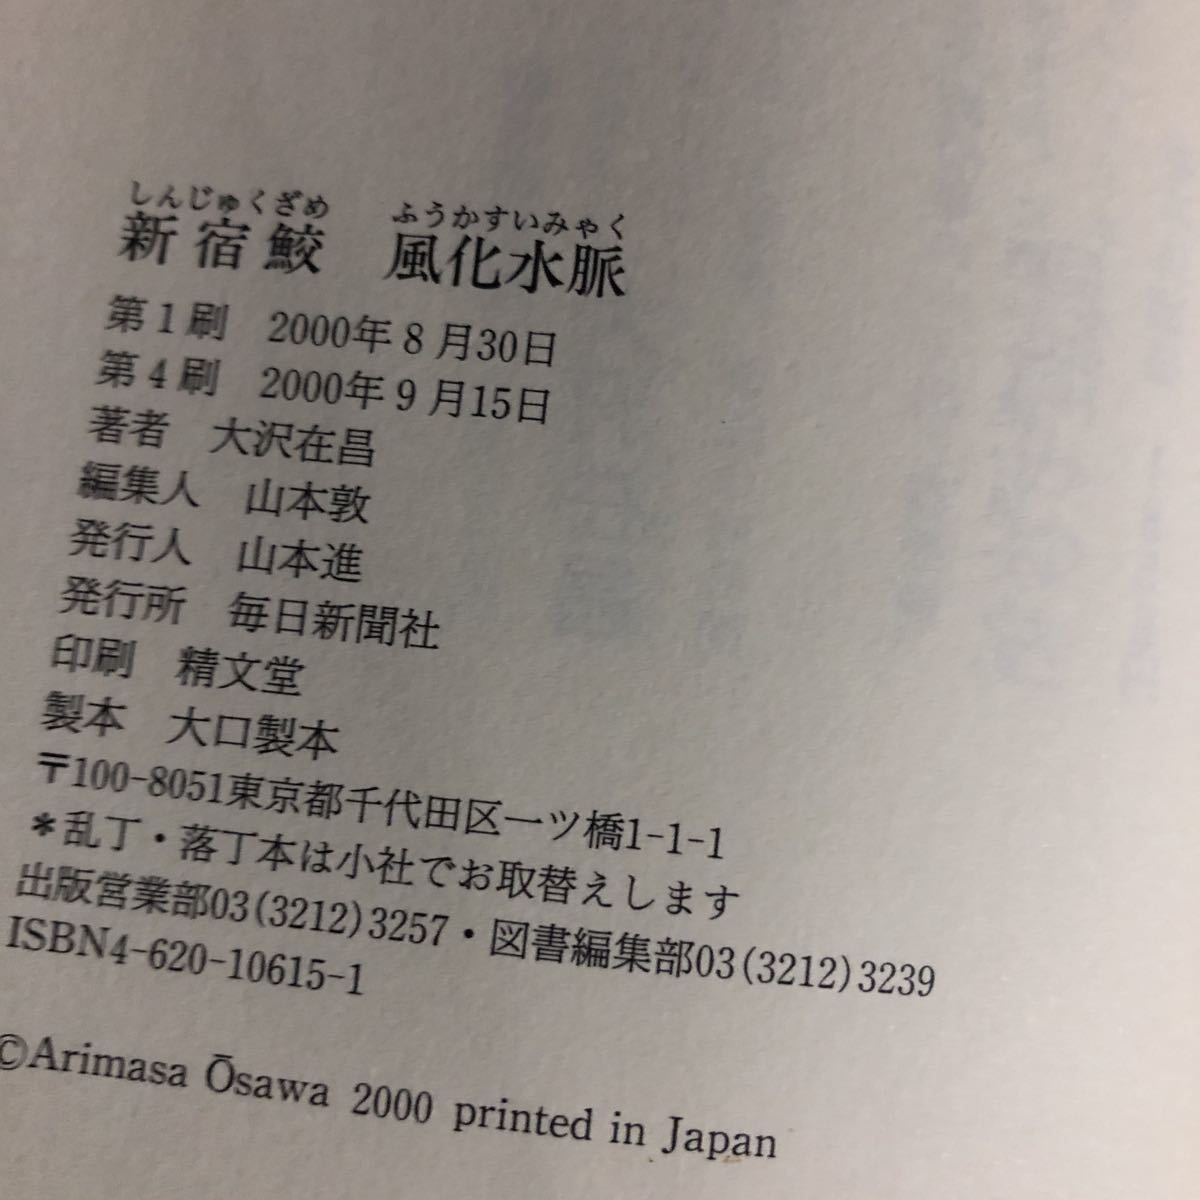 しんじゅくざめ　ふうかすいみゃく
新宿鮫　風化水脈
第1刷　2000年8月30日
第4刷　2000年9月15日
著者　大沢在昌
編集人　山本敦
発行人　山本進
発行所　毎日新聞社
印刷　精文堂
製本　大口製本
〒100-8051東京都千代田区一ツ橋1-1-1
＊乱丁・落丁本は小社でお取替えします
出版営業部03(3212)3257・図書編集部03(3212)3239
ISBN4-620-10615-1
©Arimasa Ōsawa 2000 printed in Japan